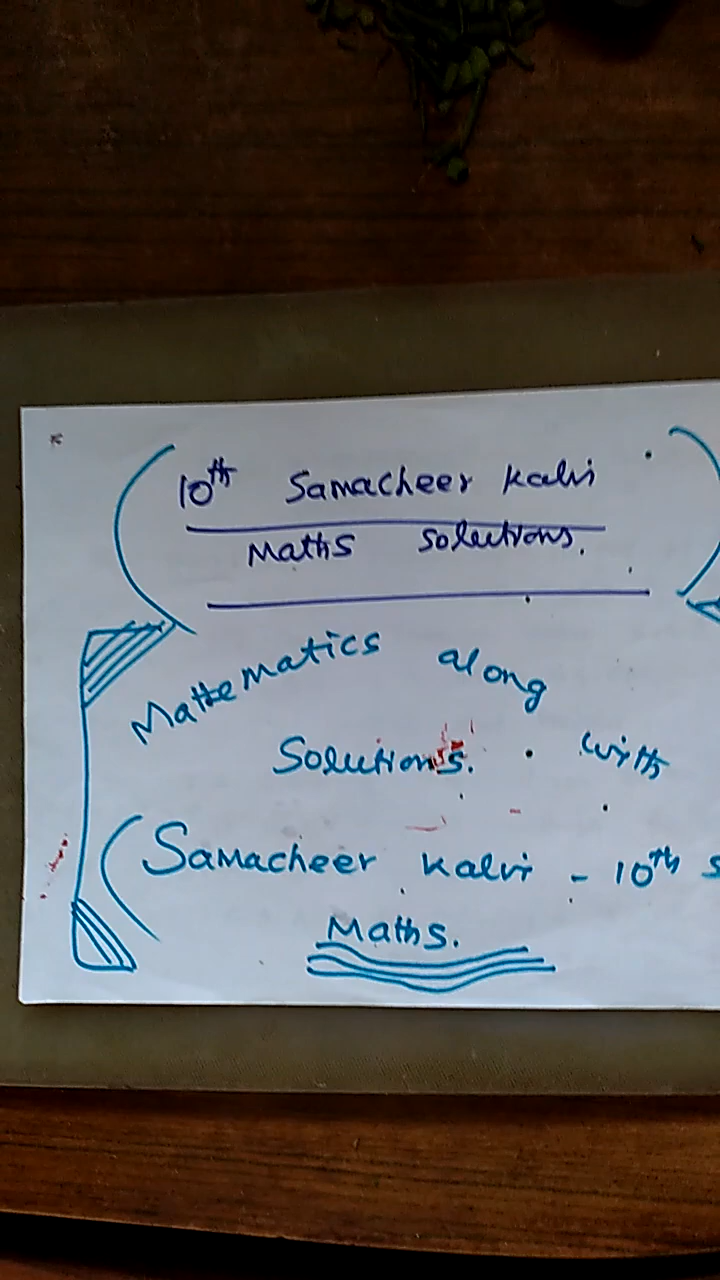 10th Samacheer kalvi
Maths solutions.
Mathematics along
Solutions. with
Samacheer kalvi - 10th s
Maths.